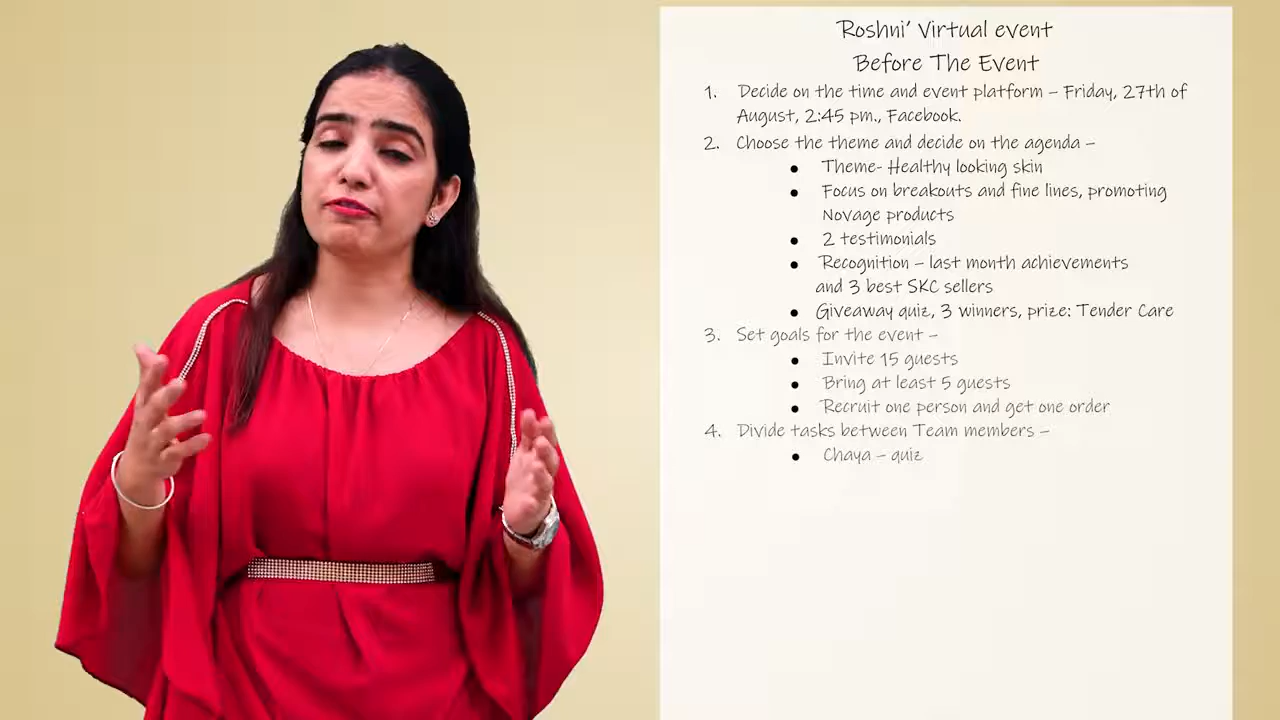 Roshni' Virtual event
Before The Event
1. Decide on the time and event platform – Friday, 27th of
August, 2:45 pm., Facebook.
2. Choose the theme and decide on the agenda –
● Theme- Healthy looking skin
● Focus on breakouts and fine lines, promoting
Novage products
● 2 testimonials
● Recognition – last month achievements
and 3 best SKC sellers
● Giveaway quiz, 3 winners, prize: Tender Care
3. Set goals for the event –
● Invite 15 guests
● Bring at least 5 guests
● Recruit one person and get one order
4. Divide tasks between Team members –
● Chaya – quiz